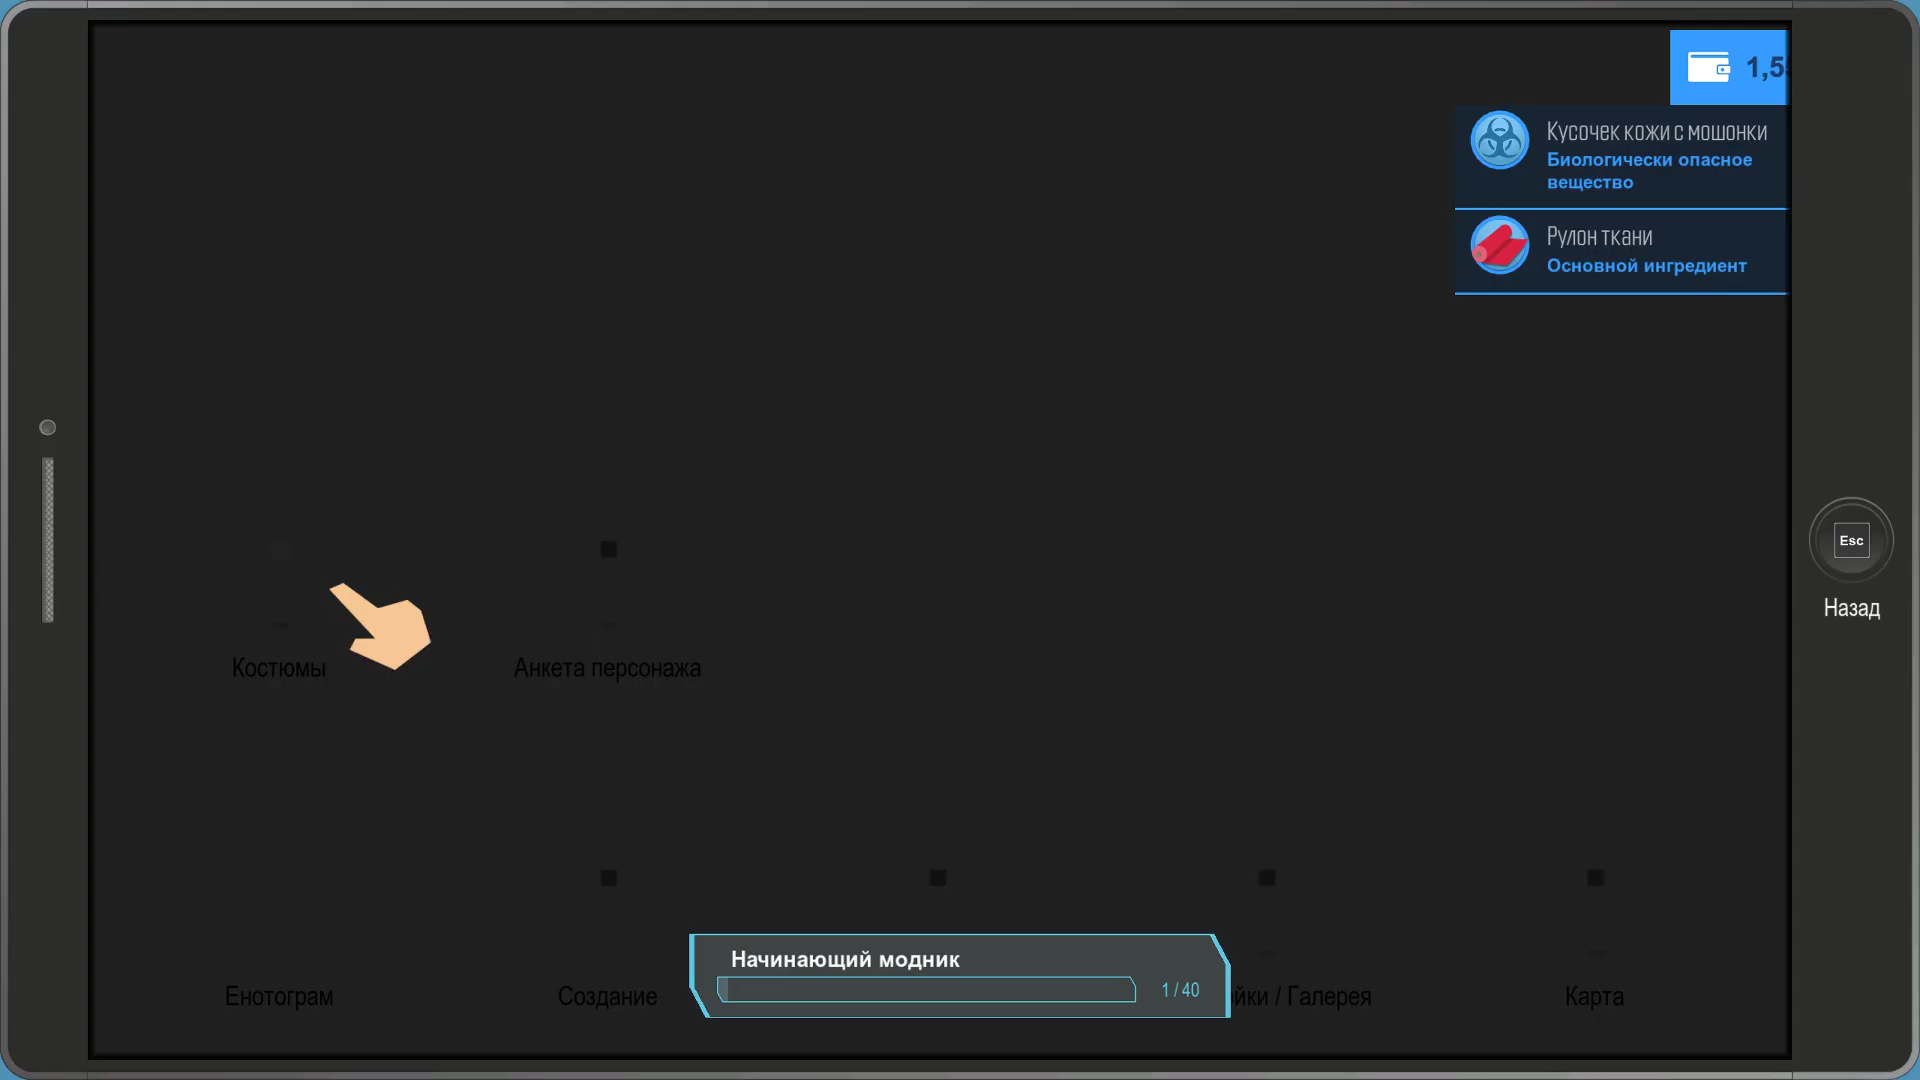 1,5
Кусочек кожи с мошонки
Биологически опасное
вещество
Рулон ткани
Основной ингредиент
Esc
Назад
Костюмы
Анкета персонажа
Начинающий модник
1 / 40
Енотограм
Создание
йки / Галерея
Карта